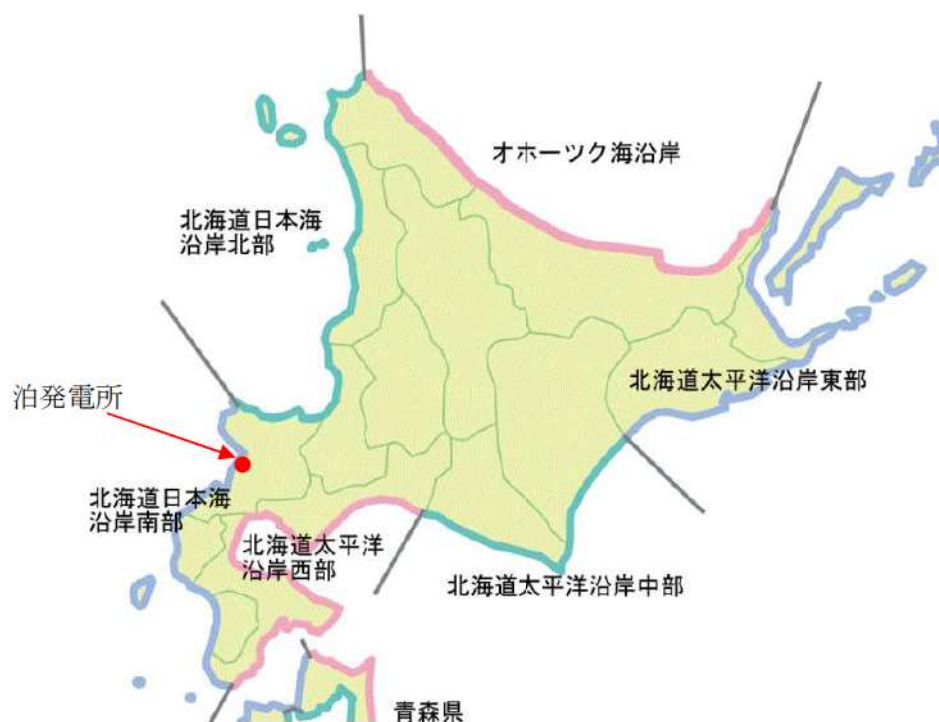 オホーツク海沿岸
北海道日本海
沿岸北部
北海道太平洋沿岸東部
泊発電所
北海道日本海
沿岸南部
北海道太平洋
沿岸西部
北海道太平洋沿岸中部
青森県